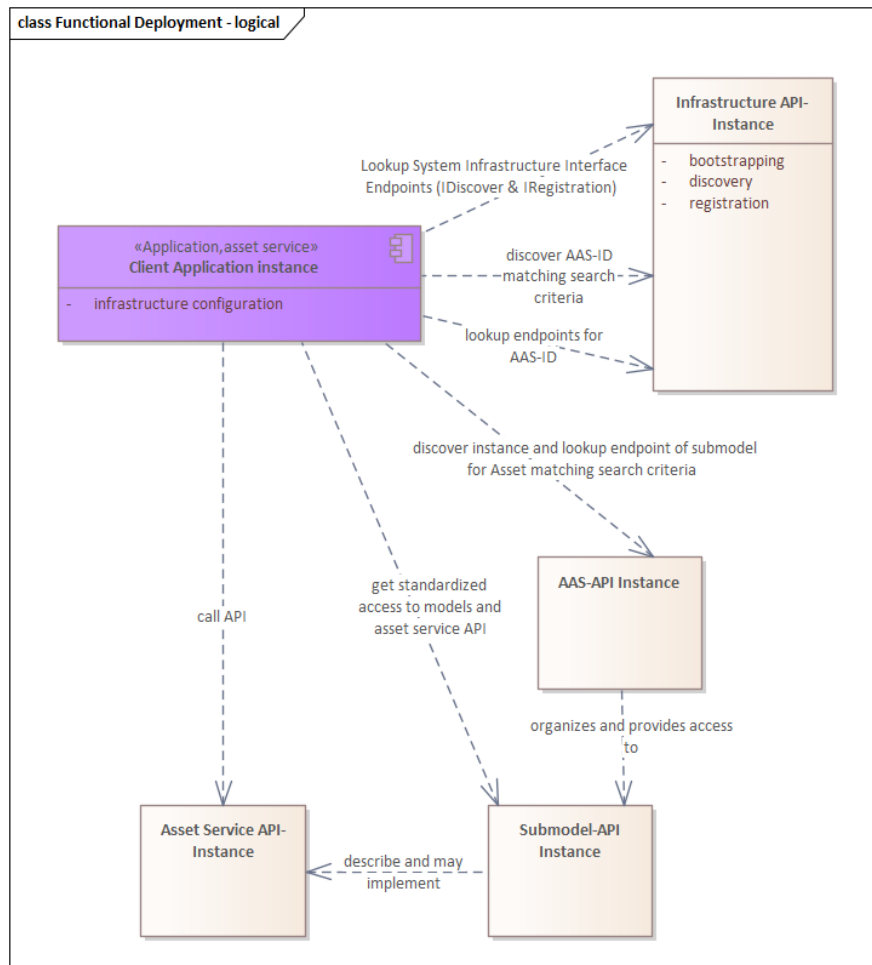 class Functional Deployment - logical
Infrastructure API-
Instance
- bootstrapping
- discovery
- registration
Lookup System Infrastructure Interface
Endpoints (IDiscover & IRegistration)
«Application,asset service»
Client Application instance
- infrastructure configuration
discover AAS-ID
matching search
criteria
lookup endpoints for
AAS-ID
discover instance and lookup endpoint of submodel
for Asset matching search criteria
AAS-API Instance
get standardized
access to models and
asset service API
call API
organizes and provides access
to
Asset Service API-
Instance
Submodel-API
Instance
describe and may
implement